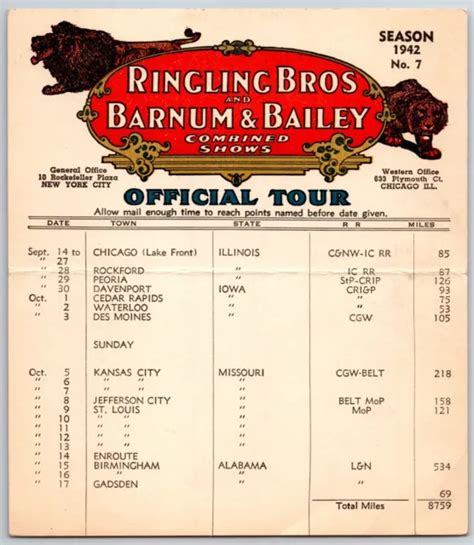 SEASON
1942
No. 7
RINGLING BROS
AND
BARNUM & BAILEY
COMBINED
SHOWS
General Office
10 Rockefeller Plaza
NEW YORK CITY
Western Office
633 Plymouth Ct.
CHICAGO ILL.
OFFICIAL TOUR
Allow mail enough time to reach points named before date given.
DATE TOWN STATE R R MILES
Sept. 14 to CHICAGO (Lake Front) ILLINOIS C&NW-IC RR 85
" 27
" 28 ROCKFORD " IC RR 87
" 29 PEORIA " StP-CRIP 126
" 30 DAVENPORT IOWA CRI&P 93
Oct. 1 CEDAR RAPIDS " " 75
" 2 WATERLOO " " 53
" 3 DES MOINES " CGW 105
SUNDAY
Oct. 5 KANSAS CITY MISSOURI CGW-BELT 218
" 6 " "
" 7 " "
" 8 JEFFERSON CITY " BELT MoP 158
" 9 ST. LOUIS " MoP 121
" 10 " "
" 11 " "
" 12 " "
" 13 " "
" 14 ENROUTE
" 15 BIRMINGHAM ALABAMA L&N 534
" 16 " "
" 17 GADSDEN " " 69
Total Miles 8759